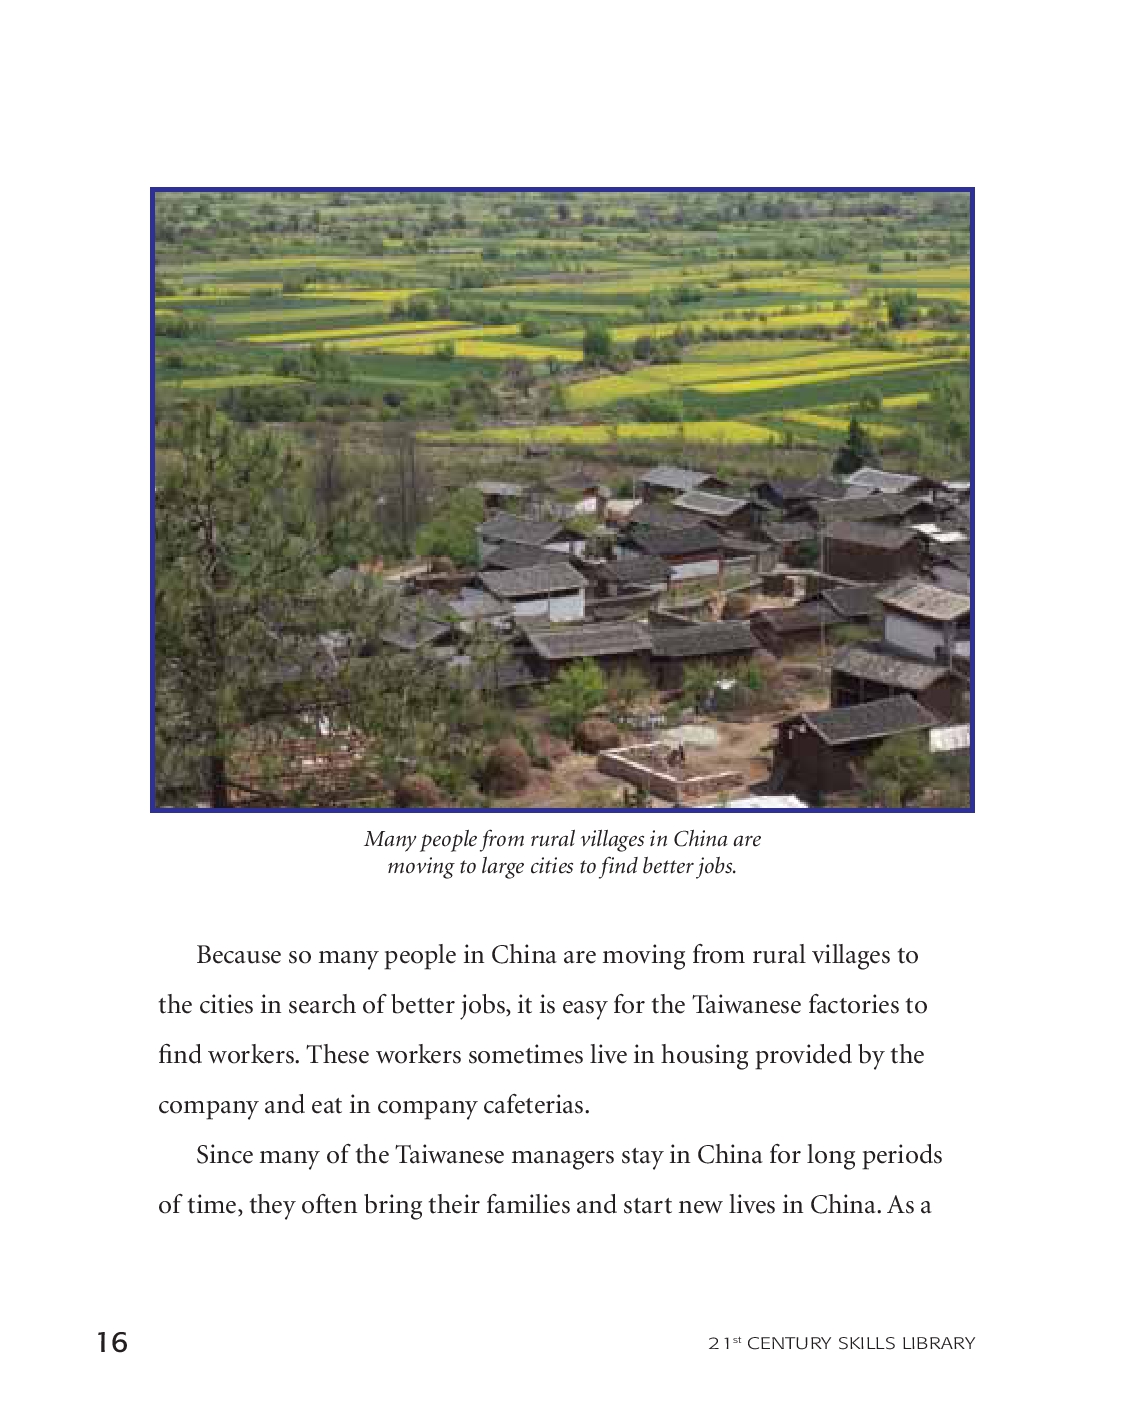 Many people from rural villages in China are
moving to large cities to find better jobs.
Because so many people in China are moving from rural villages to
the cities in search of better jobs, it is easy for the Taiwanese factories to
find workers. These workers sometimes live in housing provided by the
company and eat in company cafeterias.
Since many of the Taiwanese managers stay in China for long periods
of time, they often bring their families and start new lives in China. As a
16
21st CENTURY SKILLS LIBRARY